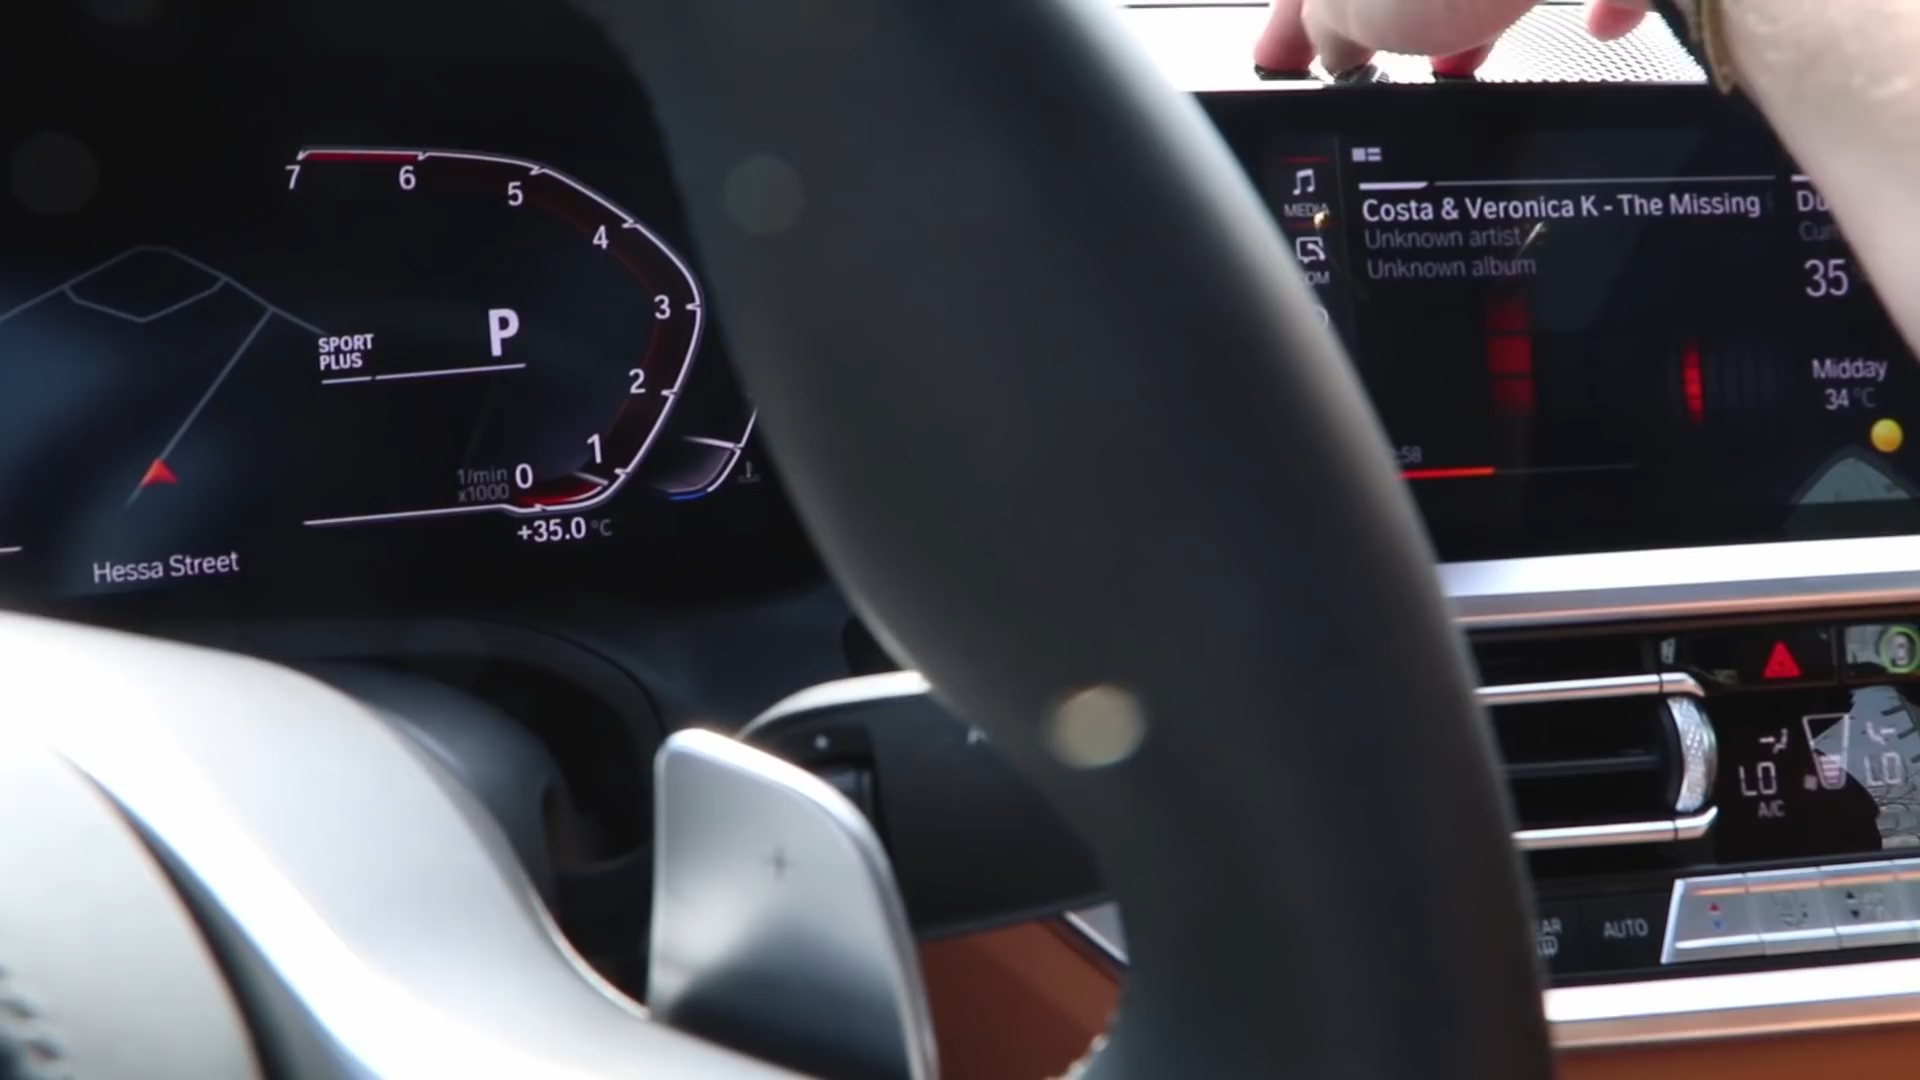 7
6
5
4
3
2
1
0
SPORT
PLUS
P
1/min
x1000
+35.0 °C
Hessa Street
MEDIA
Costa & Veronica K - The Missing
Unknown artist
Unknown album
35
Midday
34 °C
:58
LO
A/C
LO
AUTO